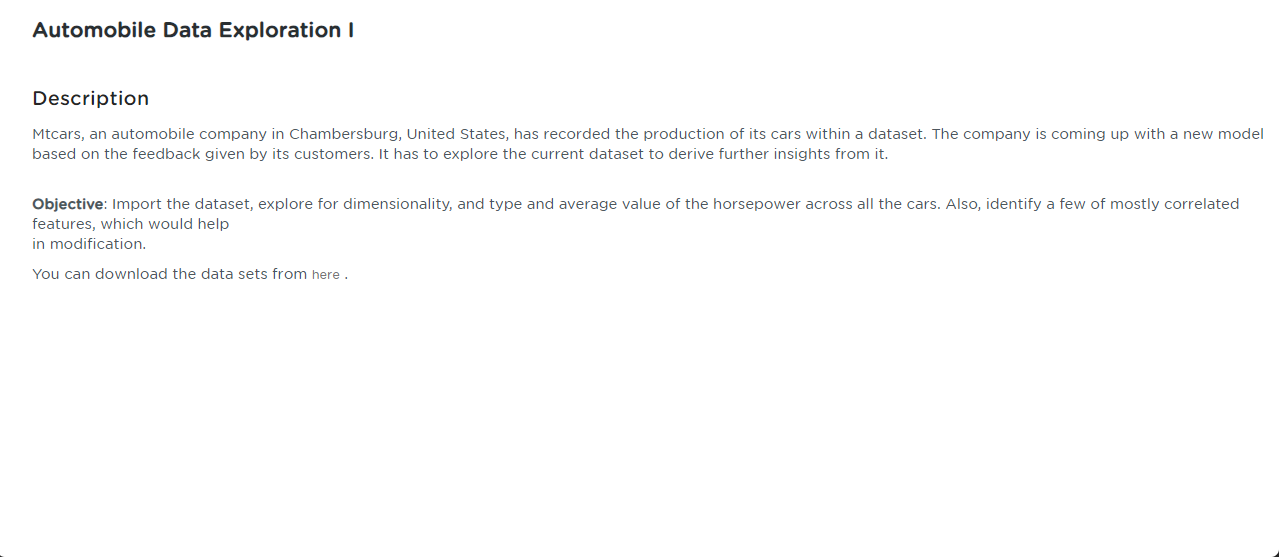 Automobile Data Exploration I
Description
Mtcars, an automobile company in Chambersburg, United States, has recorded the production of its cars within a dataset. The company is coming up with a new model
based on the feedback given by its customers. It has to explore the current dataset to derive further insights from it.
Objective: Import the dataset, explore for dimensionality, and type and average value of the horsepower across all the cars. Also, identify a few of mostly correlated
features, which would help
in modification.
You can download the data sets from here .